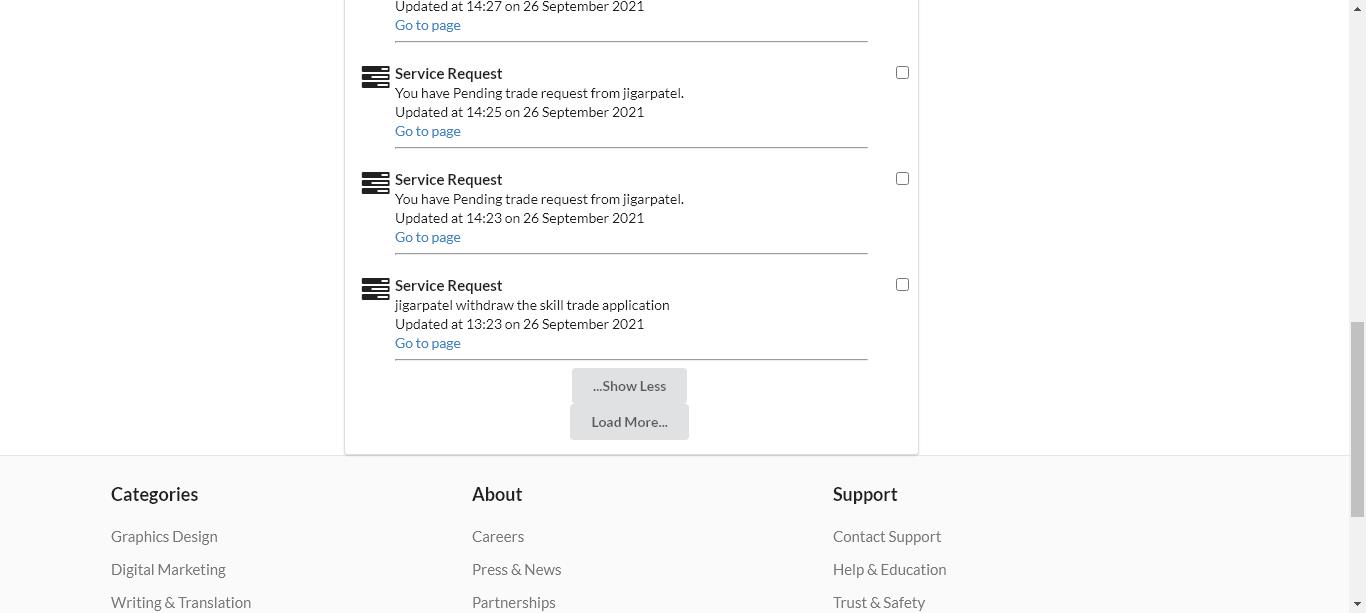 Updated at 14:27 on 26 September 2021
Go to page
Service Request
You have Pending trade request from jigarpatel.
Updated at 14:25 on 26 September 2021
Go to page
Service Request
You have Pending trade request from jigarpatel.
Updated at 14:23 on 26 September 2021
Go to page
Service Request
jigarpatel withdraw the skill trade application
Updated at 13:23 on 26 September 2021
Go to page
...Show Less
Load More...
Categories
Graphics Design
Digital Marketing
Writing & Translation
About
Careers
Press & News
Partnerships
Support
Contact Support
Help & Education
Trust & Safety